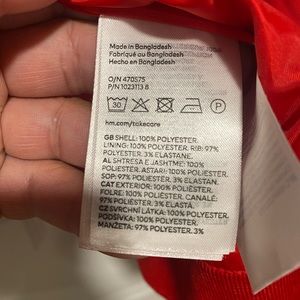 Made in Bangladesh
Fabriqué au Bangladesh
Hecho en Bangladesh
O/N 470575
P/N 1023113 8
30
hm.com/takecare
GB SHELL: 100% POLYESTER.
LINING: 100% POLYESTER. RIB: 97%
POLYESTER. 3% ELASTANE.
AL SHTRESA E JASHTME: 100%
POLIESTER. ASTARI: 100% POLIESTER.
SOP: 97% POLIESTER. 3% ELASTAN.
CAT EXTERIOR: 100% POLIÈSTER.
FOLRE: 100% POLIÈSTER. CANALÉ:
97% POLIÈSTER. 3% ELASTÀ.
CZ SVRCHNÍ LÁTKA: 100% POLYESTER.
PODŠÍVKA: 100% POLYESTER.
MANŽETA: 97% POLYESTER. 3%